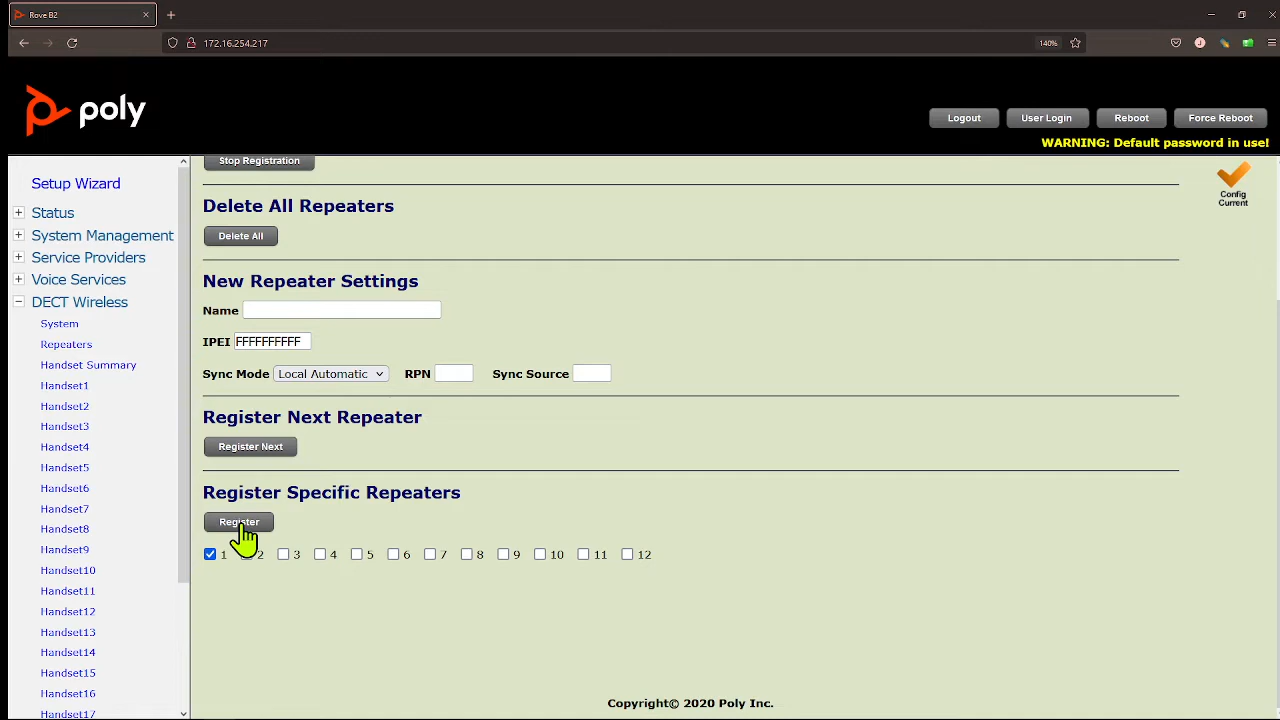 Rove B2
172.16.254.217
140%
poly
Logout
User Login
Reboot
Force Reboot
WARNING: Default password in use!
Setup Wizard
Status
System Management
Service Providers
Voice Services
DECT Wireless
System
Repeaters
Handset Summary
Handset1
Handset2
Handset3
Handset4
Handset5
Handset6
Handset7
Handset8
Handset9
Handset10
Handset11
Handset12
Handset13
Handset14
Handset15
Handset16
Handset17
Stop Registration
Config
Current
Delete All Repeaters
Delete All
New Repeater Settings
Name
IPEI FFFFFFFFFF
Sync Mode Local Automatic RPN Sync Source
Register Next Repeater
Register Next
Register Specific Repeaters
Register
1 2 3 4 5 6 7 8 9 10 11 12
Copyright© 2020 Poly Inc.